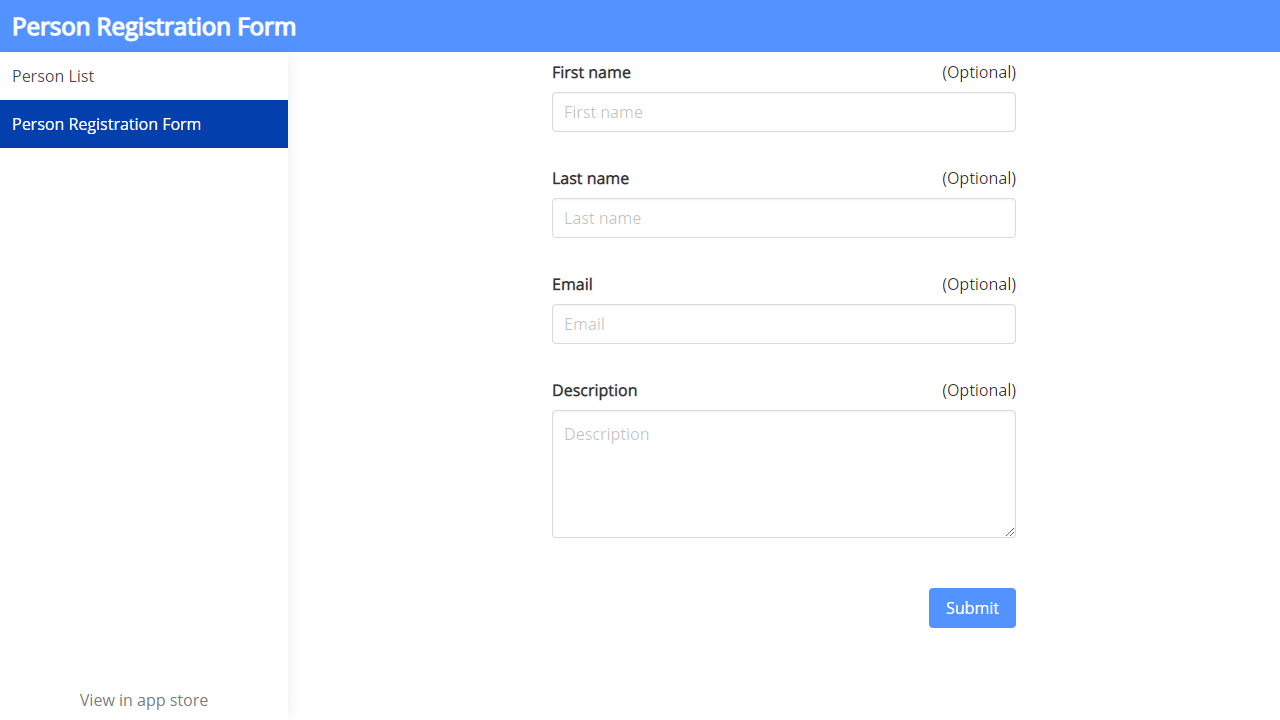 Person Registration Form
Person List
Person Registration Form
View in app store
First name (Optional)
First name
Last name (Optional)
Last name
Email (Optional)
Email
Description (Optional)
Description
Submit